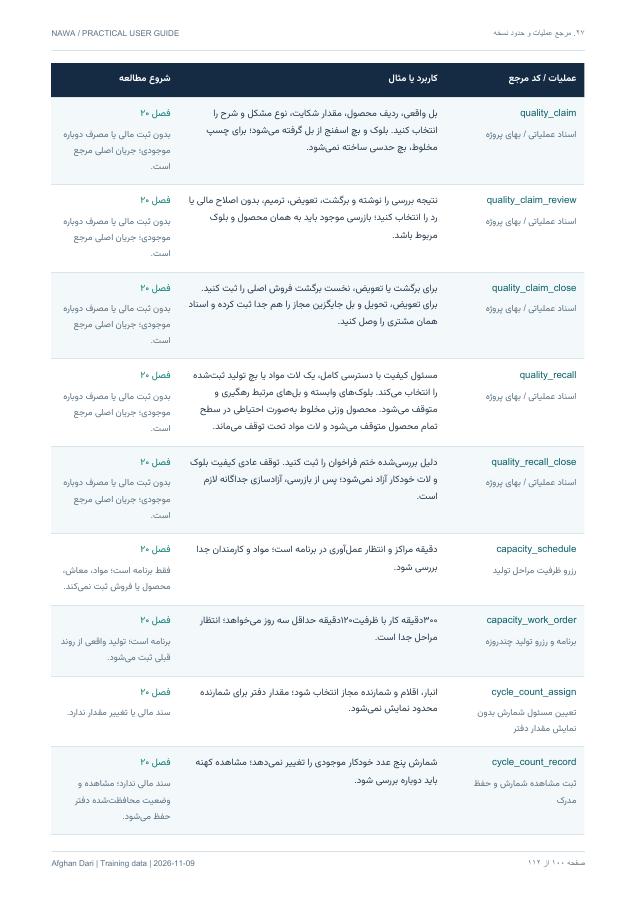 ۲۷. مرجع عملیات و حدود نسخه
NAWA / PRACTICAL USER GUIDE
عملیات / کد مرجع
کاربرد یا مثال
شروع مطالعه
quality_claim
اسناد عملیاتی / بهای پروژه
بل واقعی، ردیف محصول، مقدار شکایت، نوع مشکل و شرح را
انتخاب کنید. بلوک و بچ اسفنج از بل گرفته می‌شود؛ برای چسپ
مخلوط، بچ حدسی ساخته نمی‌شود.
فصل ۲۰
بدون ثبت مالی یا مصرف دوباره
موجودی؛ جریان اصلی مرجع
است.
quality_claim_review
اسناد عملیاتی / بهای پروژه
نتیجه بررسی را نوشته و برگشت، تعویض، ترمیم، بدون اصلاح مالی یا
رد را انتخاب کنید؛ بازرسی موجود باید به همان محصول و بلوک
مربوط باشد.
فصل ۲۰
بدون ثبت مالی یا مصرف دوباره
موجودی؛ جریان اصلی مرجع
است.
quality_claim_close
اسناد عملیاتی / بهای پروژه
برای برگشت یا تعویض، نخست برگشت فروش اصلی را ثبت کنید.
برای تعویض، تحویل و بل جایگزین مجاز را هم جدا ثبت کرده و اسناد
همان مشتری را وصل کنید.
فصل ۲۰
بدون ثبت مالی یا مصرف دوباره
موجودی؛ جریان اصلی مرجع
است.
quality_recall
اسناد عملیاتی / بهای پروژه
مسئول کیفیت با دسترسی کامل، یک لات مواد یا بچ تولید ثبت‌شده
را انتخاب می‌کند. بلوک‌های وابسته و بل‌های مرتبط رهگیری و
متوقف می‌شود. محصول وزنی مخلوط به‌صورت احتیاطی در سطح
تمام محصول متوقف می‌شود و لات مواد تحت توقف می‌ماند.
فصل ۲۰
بدون ثبت مالی یا مصرف دوباره
موجودی؛ جریان اصلی مرجع
است.
quality_recall_close
اسناد عملیاتی / بهای پروژه
دلیل بررسی‌شده ختم فراخوان را ثبت کنید. توقف عادی کیفیت بلوک
و لات خودکار آزاد نمی‌شود؛ پس از بازرسی، آزادسازی جداگانه لازم
است.
فصل ۲۰
بدون ثبت مالی یا مصرف دوباره
موجودی؛ جریان اصلی مرجع
است.
capacity_schedule
رزرو ظرفیت مراحل تولید
دقیقه مراکز و انتظار عمل‌آوری در برنامه است؛ مواد و کارمندان جدا
بررسی شود.
فصل ۲۰
فقط برنامه است؛ مواد، معاش،
محصول یا فروش ثبت نمی‌کند.
capacity_work_order
برنامه و رزرو تولید چندروزه
۳۰۰دقیقه کار با ظرفیت۱۲۰دقیقه حداقل سه روز می‌خواهد؛ انتظار
مراحل جدا است.
فصل ۲۰
برنامه است؛ تولید واقعی از روند
قبلی ثبت می‌شود.
cycle_count_assign
تعیین مسئول شمارش بدون
نمایش مقدار دفتر
انبار، اقلام و شمارنده مجاز انتخاب شود؛ مقدار دفتر برای شمارنده
محدود نمایش نمی‌شود.
فصل ۲۰
سند مالی یا تغییر مقدار ندارد.
cycle_count_record
ثبت مشاهده شمارش و حفظ
مدرک
شمارش پنج عدد خودکار موجودی را تغییر نمی‌دهد؛ مشاهده کهنه
باید دوباره بررسی شود.
فصل ۲۰
سند مالی ندارد؛ مشاهده و
وضعیت محافظت‌شده دفتر
حفظ می‌شود.
صفحه ۱۰۰ از ۱۱۲
Afghan Dari | Training data | 2026-11-09